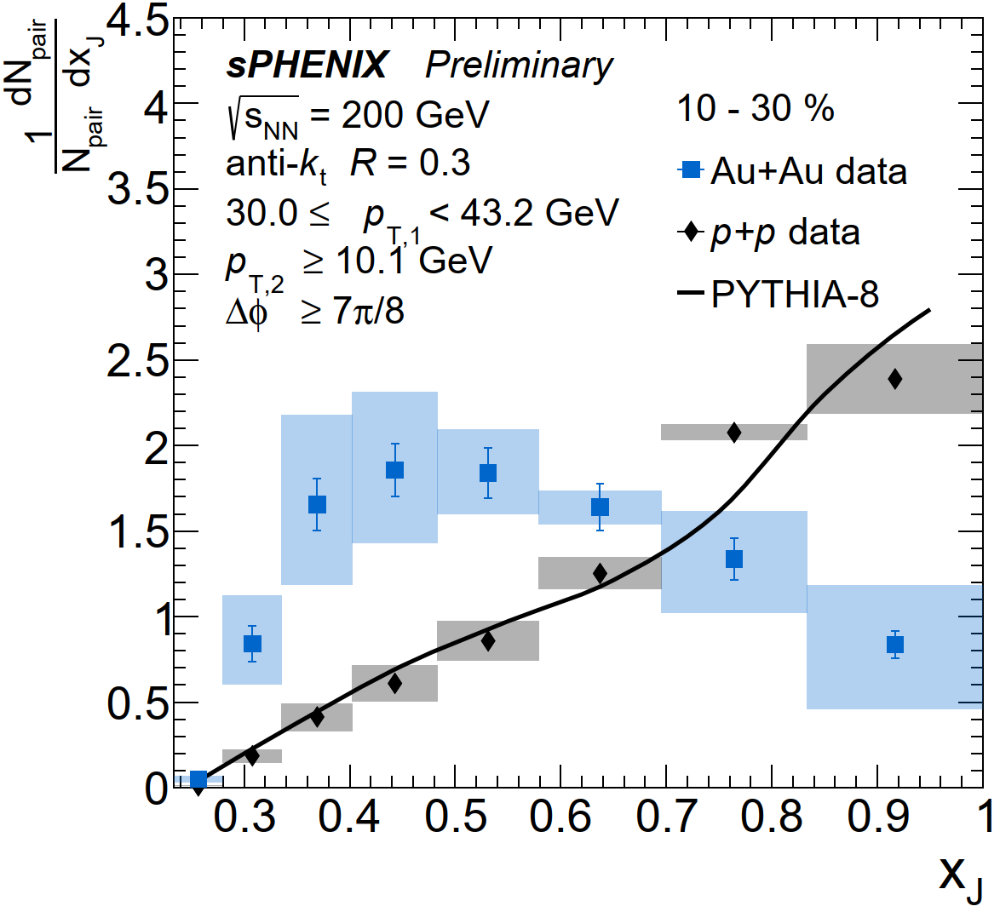 1 dN_pair
N_pair dx_J
4.5
4
3.5
3
2.5
2
1.5
1
0.5
0
sPHENIX Preliminary
√s_NN = 200 GeV
anti-k_t R = 0.3
30.0 ≤ p_T,1 < 43.2 GeV
p_T,2 ≥ 10.1 GeV
Δϕ ≥ 7π/8
10 - 30 %
Au+Au data
p+p data
PYTHIA-8
0.3 0.4 0.5 0.6 0.7 0.8 0.9 1
x_J